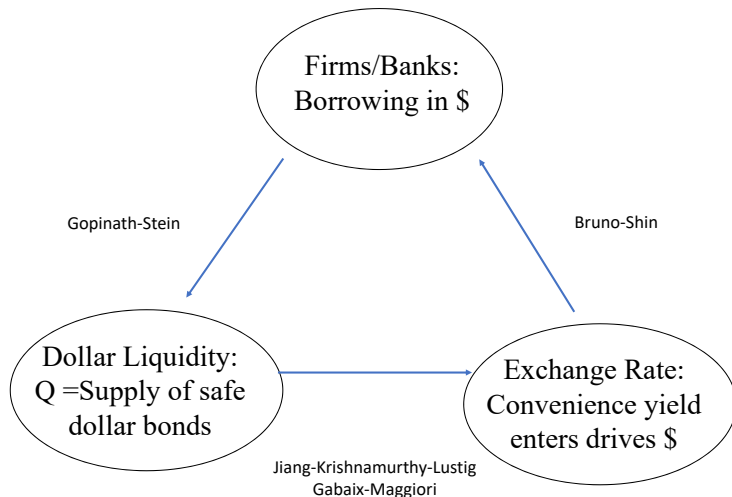 Firms/Banks:
Borrowing in $
Gopinath-Stein
Bruno-Shin
Dollar Liquidity:
Q =Supply of safe
dollar bonds
Exchange Rate:
Convenience yield
enters drives $
Jiang-Krishnamurthy-Lustig
Gabaix-Maggiori